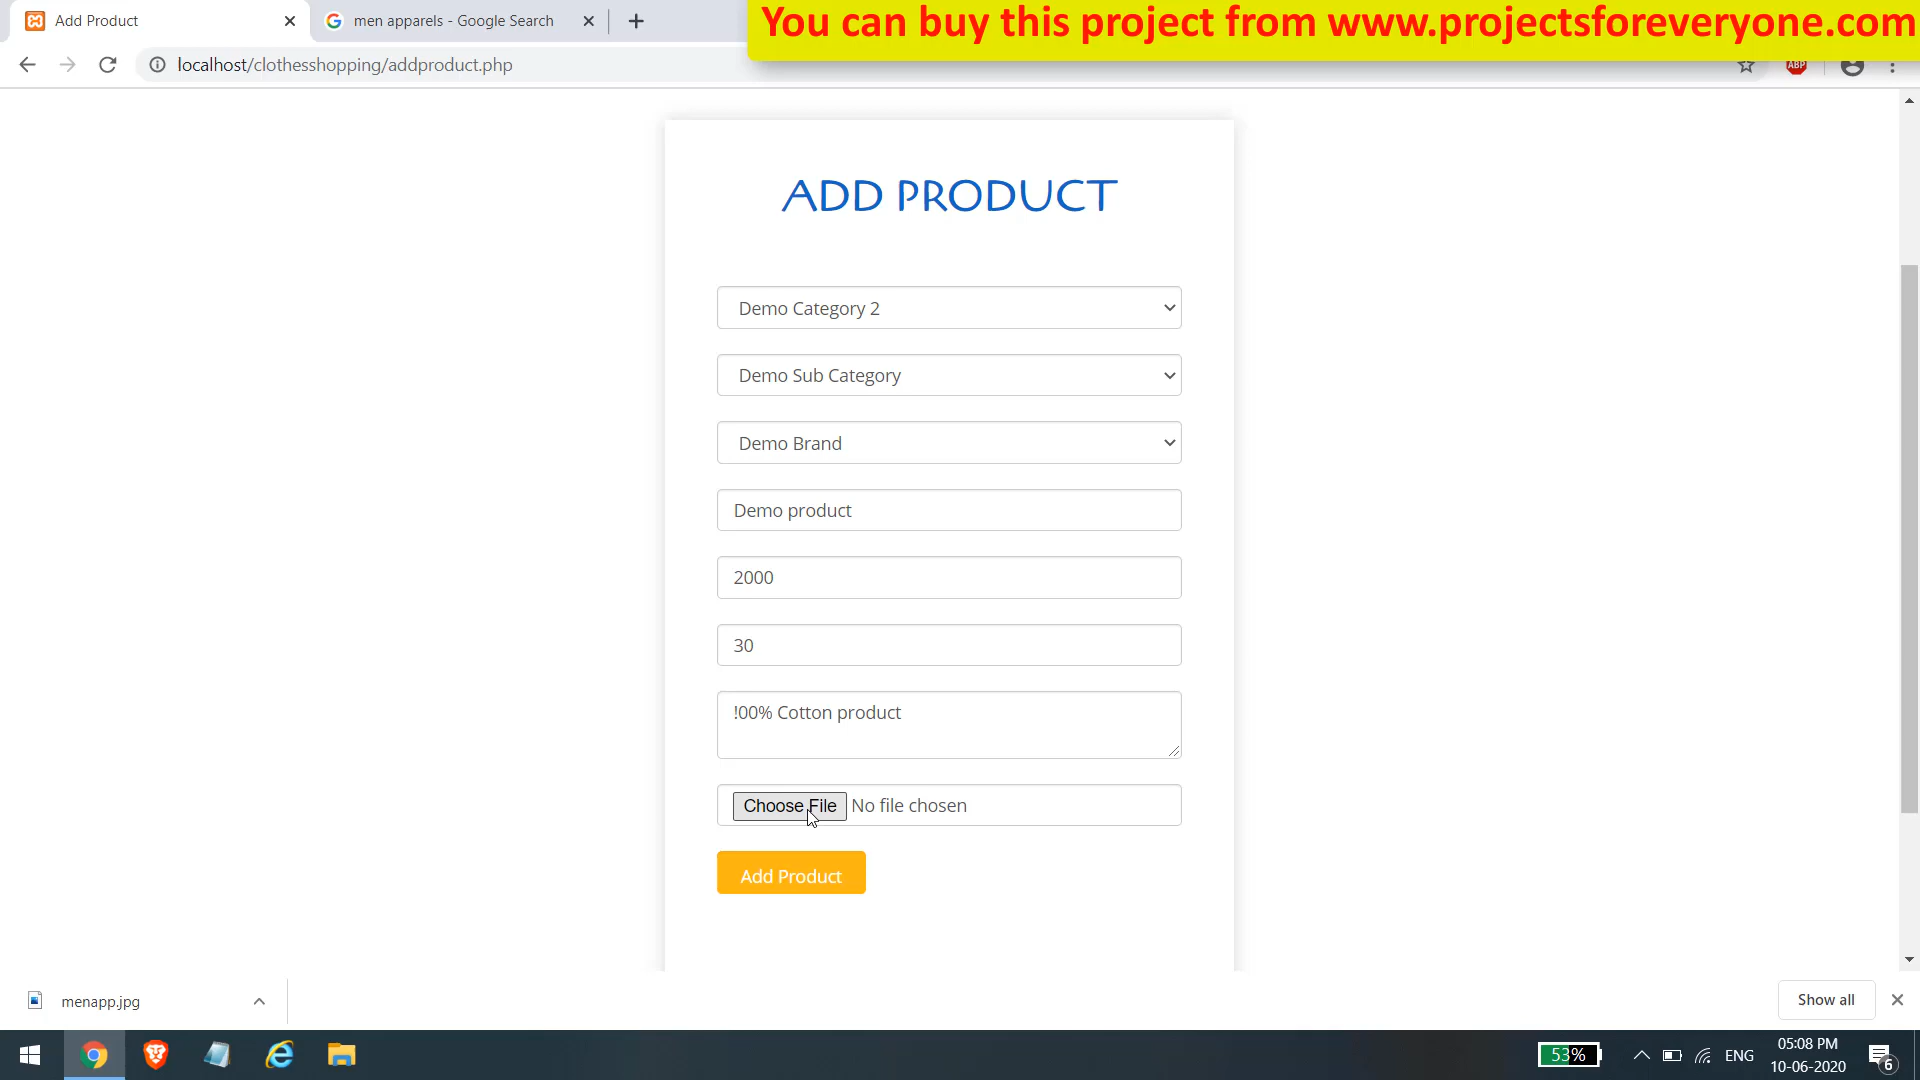 Add Product
men apparels - Google Search
You can buy this project from www.projectsforeveryone.com
localhost/clothesshopping/addproduct.php
ABP
ADD PRODUCT
Demo Category 2
Demo Sub Category
Demo Brand
Demo product
2000
30
!00% Cotton product
Choose File No file chosen
Add Product
menapp.jpg
Show all
53%
ENG
05:08 PM
10-06-2020
6